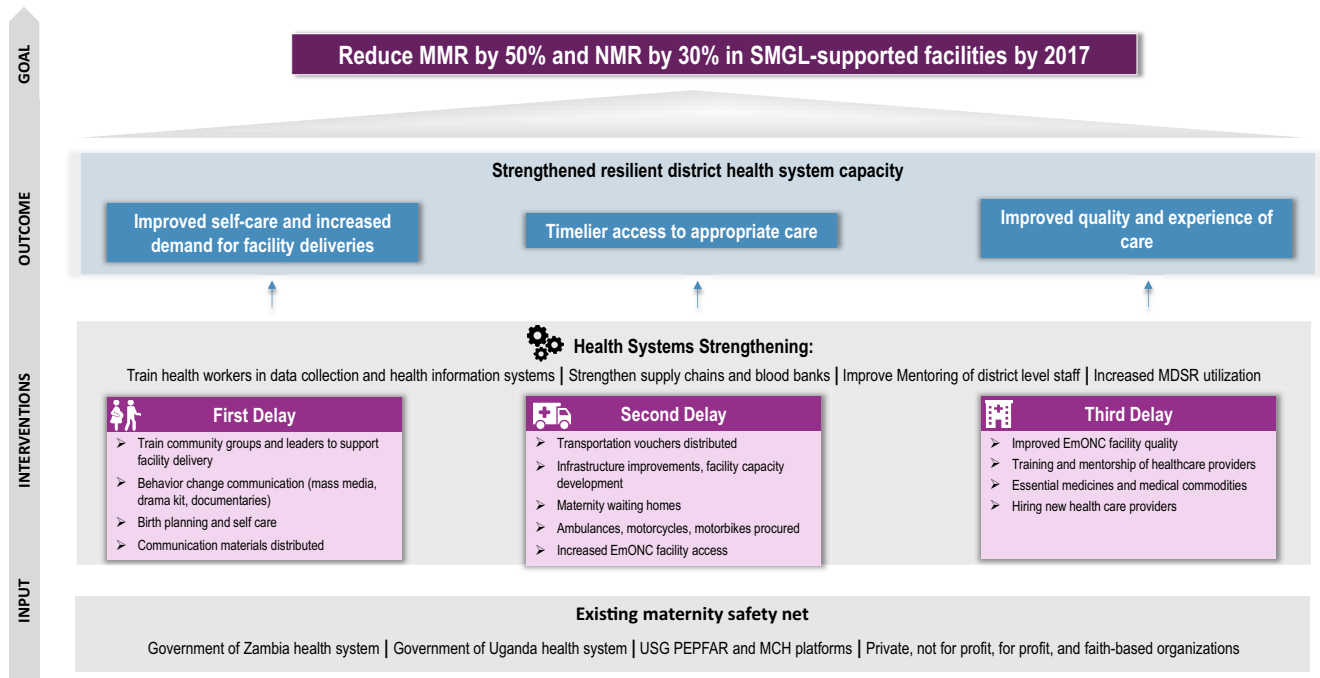 GOAL
Reduce MMR by 50% and NMR by 30% in SMGL-supported facilities by 2017
OUTCOME
Strengthened resilient district health system capacity
Improved self-care and increased
demand for facility deliveries
Timelier access to appropriate care
Improved quality and experience of
care
INTERVENTIONS
Health Systems Strengthening:
Train health workers in data collection and health information systems | Strengthen supply chains and blood banks | Improve Mentoring of district level staff | Increased MDSR utilization
First Delay
➢ Train community groups and leaders to support
facility delivery
➢ Behavior change communication (mass media,
drama kit, documentaries)
➢ Birth planning and self care
➢ Communication materials distributed
Second Delay
➢ Transportation vouchers distributed
➢ Infrastructure improvements, facility capacity
development
➢ Maternity waiting homes
➢ Ambulances, motorcycles, motorbikes procured
➢ Increased EmONC facility access
Third Delay
➢ Improved EmONC facility quality
➢ Training and mentorship of healthcare providers
➢ Essential medicines and medical commodities
➢ Hiring new health care providers
INPUT
Existing maternity safety net
Government of Zambia health system | Government of Uganda health system | USG PEPFAR and MCH platforms | Private, not for profit, for profit, and faith-based organizations